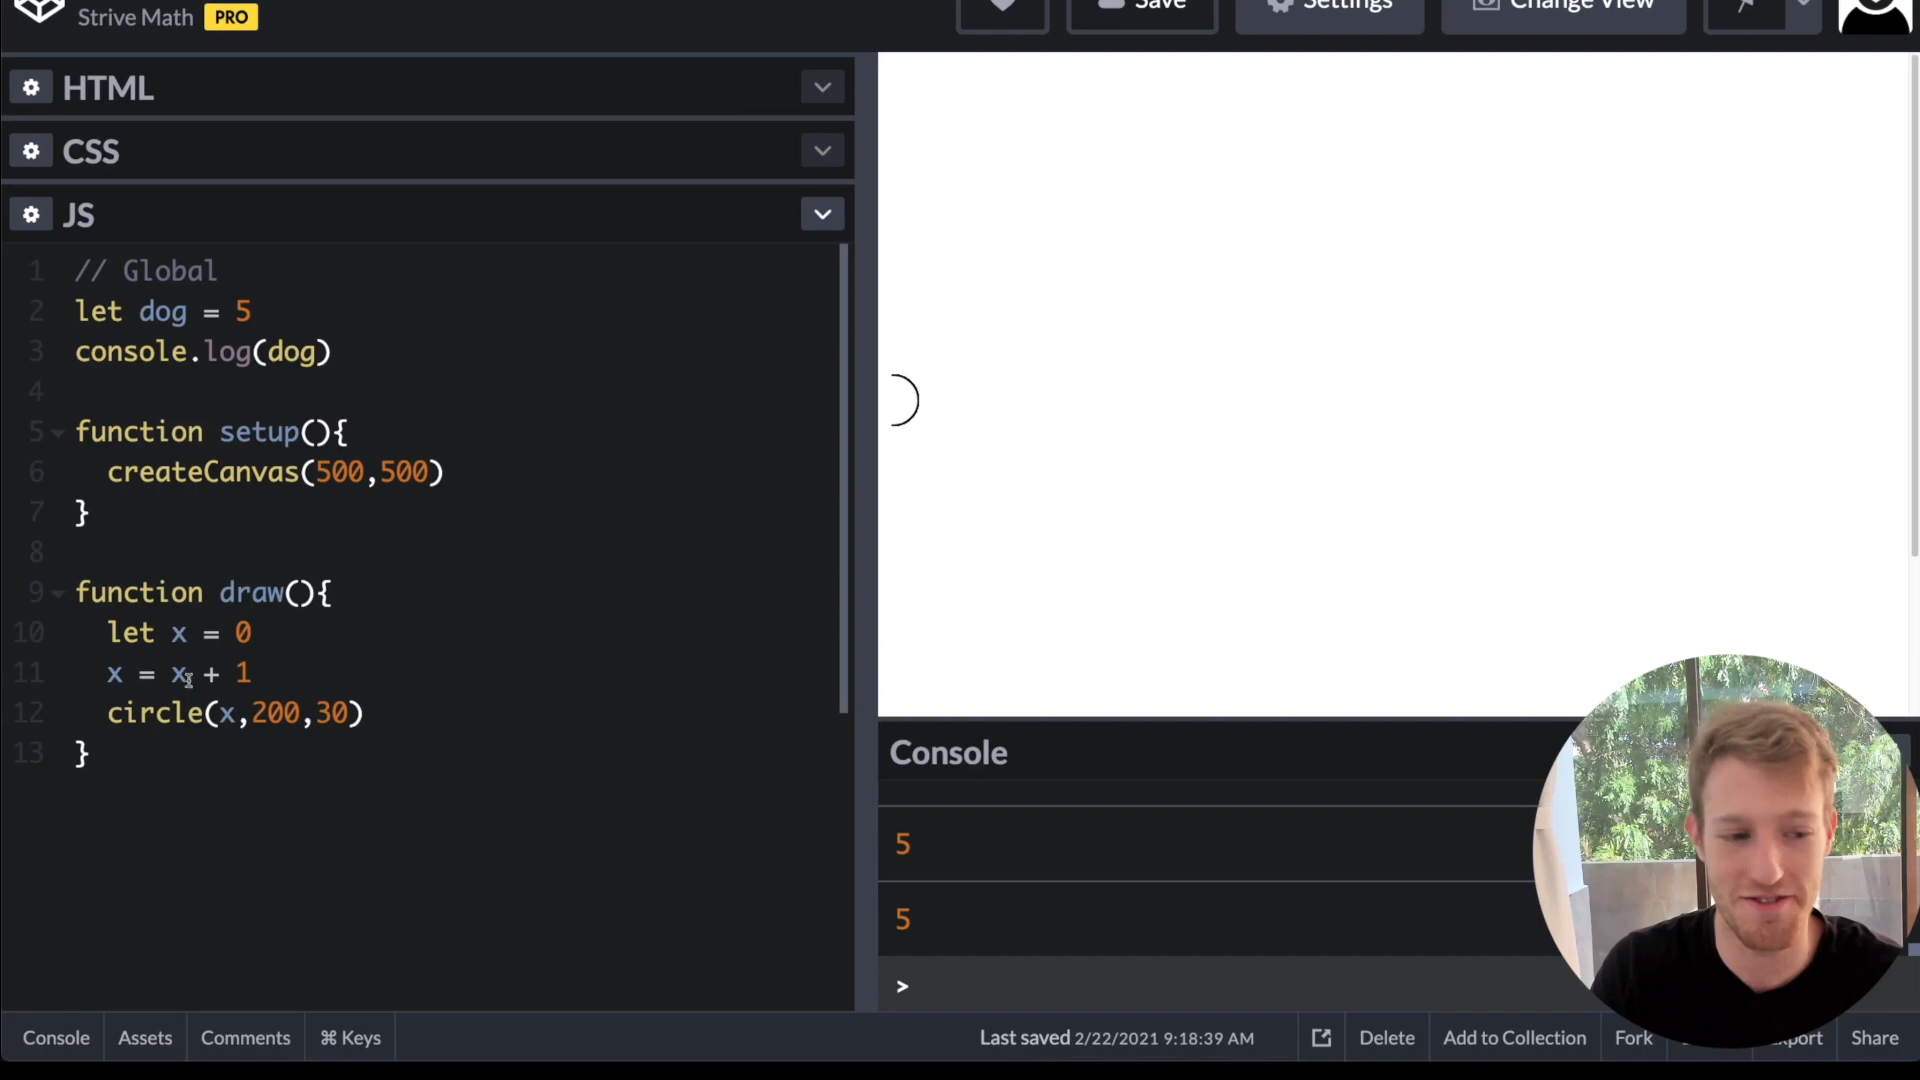 Strive Math PRO
Save
Settings
Change View
HTML
CSS
JS
1 // Global
2 let dog = 5
3 console.log(dog)
4
5 function setup(){
6 createCanvas(500,500)
7 }
8
9 function draw(){
10 let x = 0
11 x = x + 1
12 circle(x,200,30)
13 }
Console
5
5
>
Console
Assets
Comments
⌘ Keys
Last saved 2/22/2021 9:18:39 AM
Delete
Add to Collection
Fork
Share